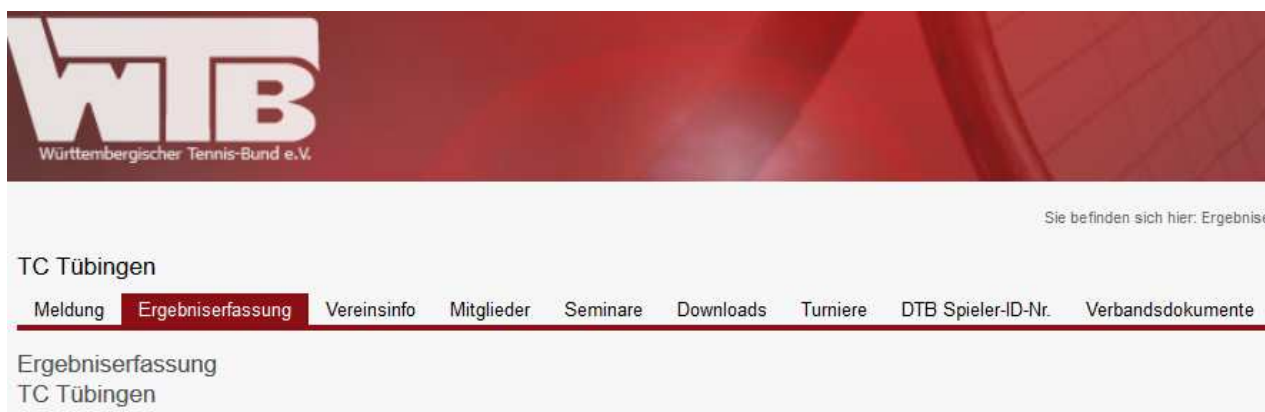 WTB
Württembergischer Tennis-Bund e.V.
Sie befinden sich hier: Ergebnise
TC Tübingen
Meldung Ergebniserfassung Vereinsinfo Mitglieder Seminare Downloads Turniere DTB Spieler-ID-Nr. Verbandsdokumente
Ergebniserfassung
TC Tübingen